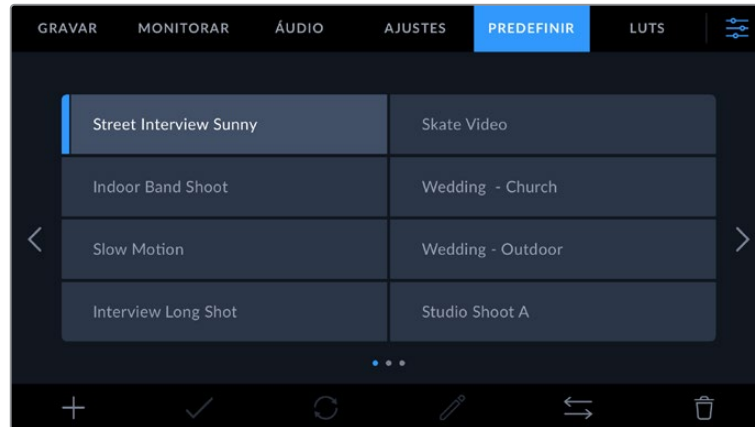 GRAVAR MONITORAR ÁUDIO AJUSTES PREDEFINIR LUTS
Street Interview Sunny Skate Video
Indoor Band Shoot Wedding - Church
Slow Motion Wedding - Outdoor
Interview Long Shot Studio Shoot A